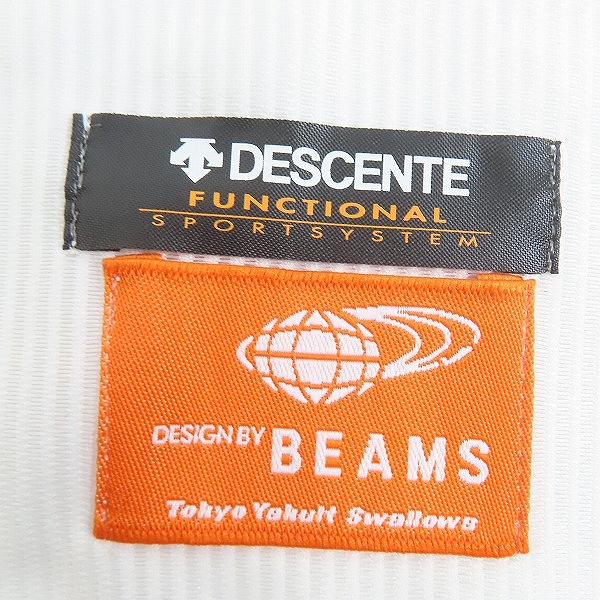 DESCENTE
FUNCTIONAL
SPORTSYSTEM
DESIGN BY BEAMS
Tokyo Yakult Swallows